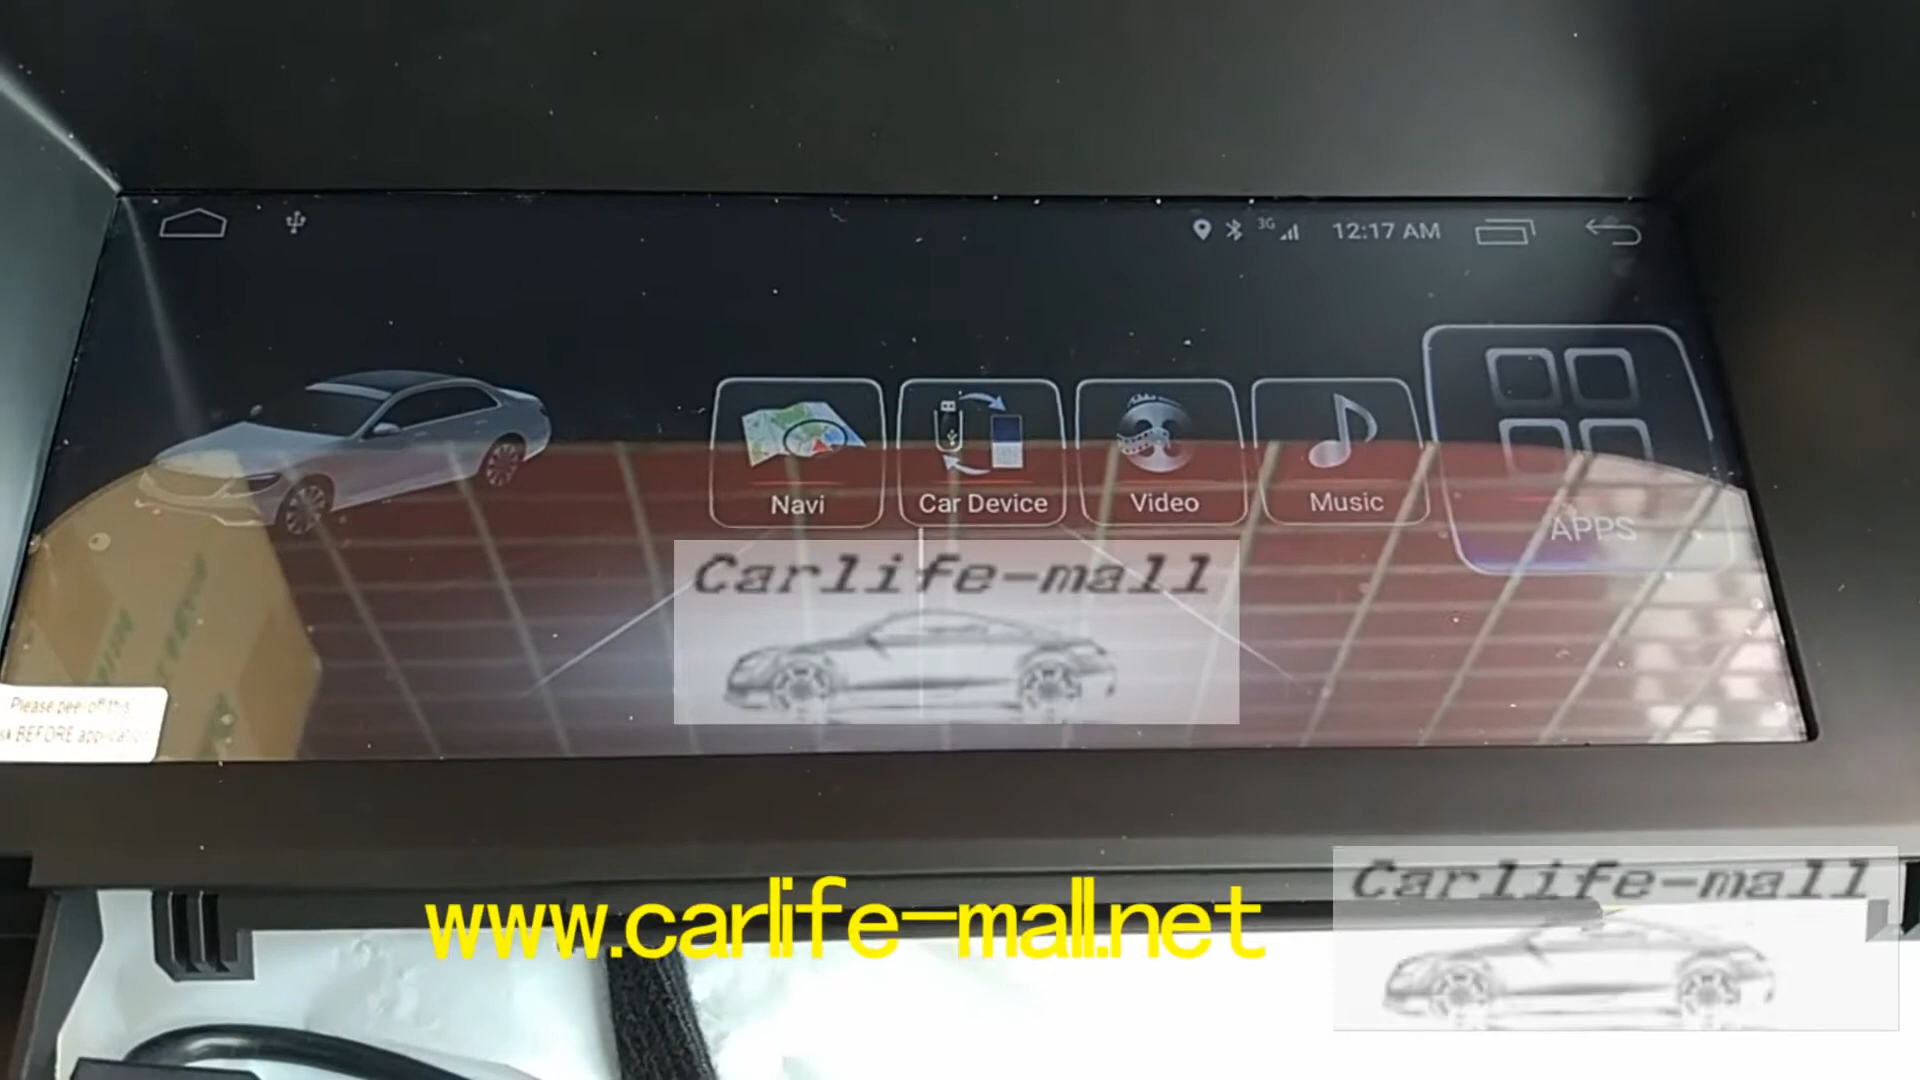 3G
12:17 AM
Navi
Car Device
Video
Music
APPS
Carlife-mall
Please peel off this
BEFORE application
www.carlife-mall.net
Carlife-mall